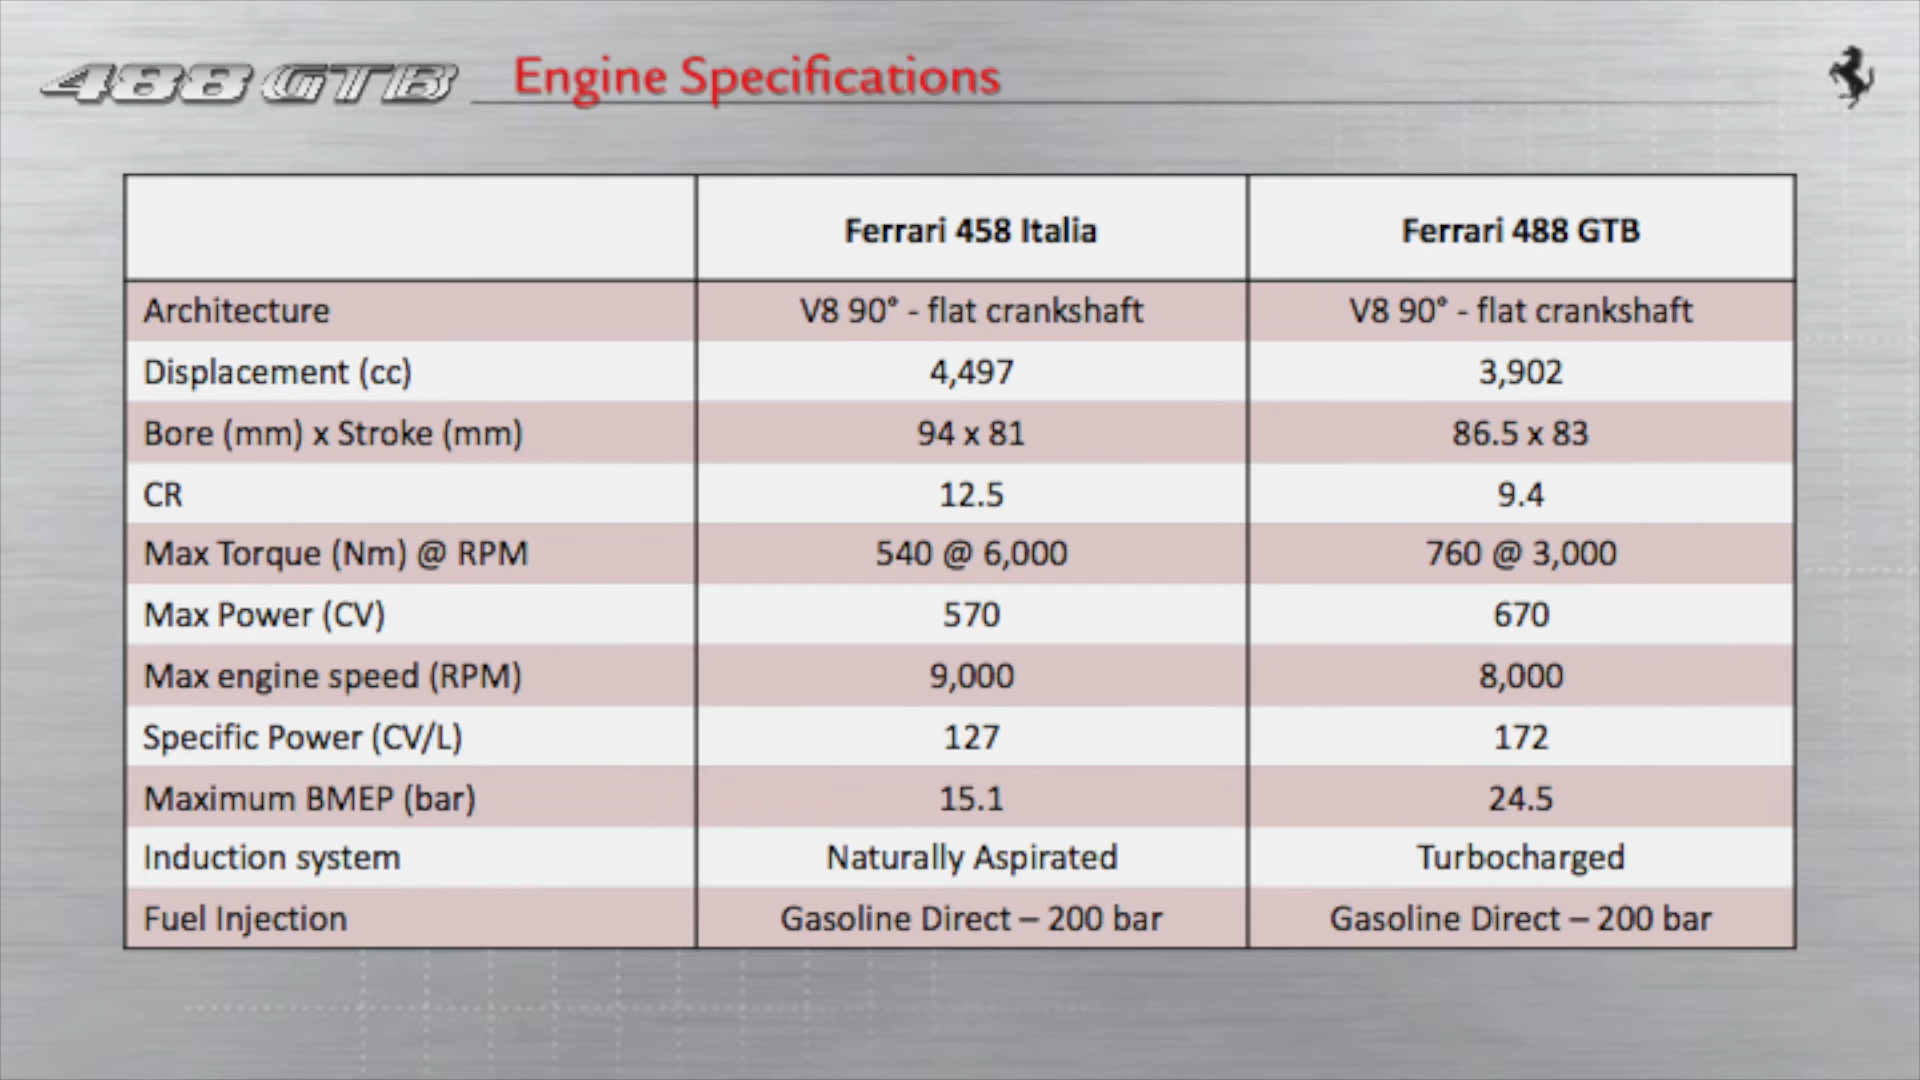 488 GTB Engine Specifications
Ferrari 458 Italia Ferrari 488 GTB
Architecture V8 90° - flat crankshaft V8 90° - flat crankshaft
Displacement (cc) 4,497 3,902
Bore (mm) x Stroke (mm) 94 x 81 86.5 x 83
CR 12.5 9.4
Max Torque (Nm) @ RPM 540 @ 6,000 760 @ 3,000
Max Power (CV) 570 670
Max engine speed (RPM) 9,000 8,000
Specific Power (CV/L) 127 172
Maximum BMEP (bar) 15.1 24.5
Induction system Naturally Aspirated Turbocharged
Fuel Injection Gasoline Direct – 200 bar Gasoline Direct – 200 bar